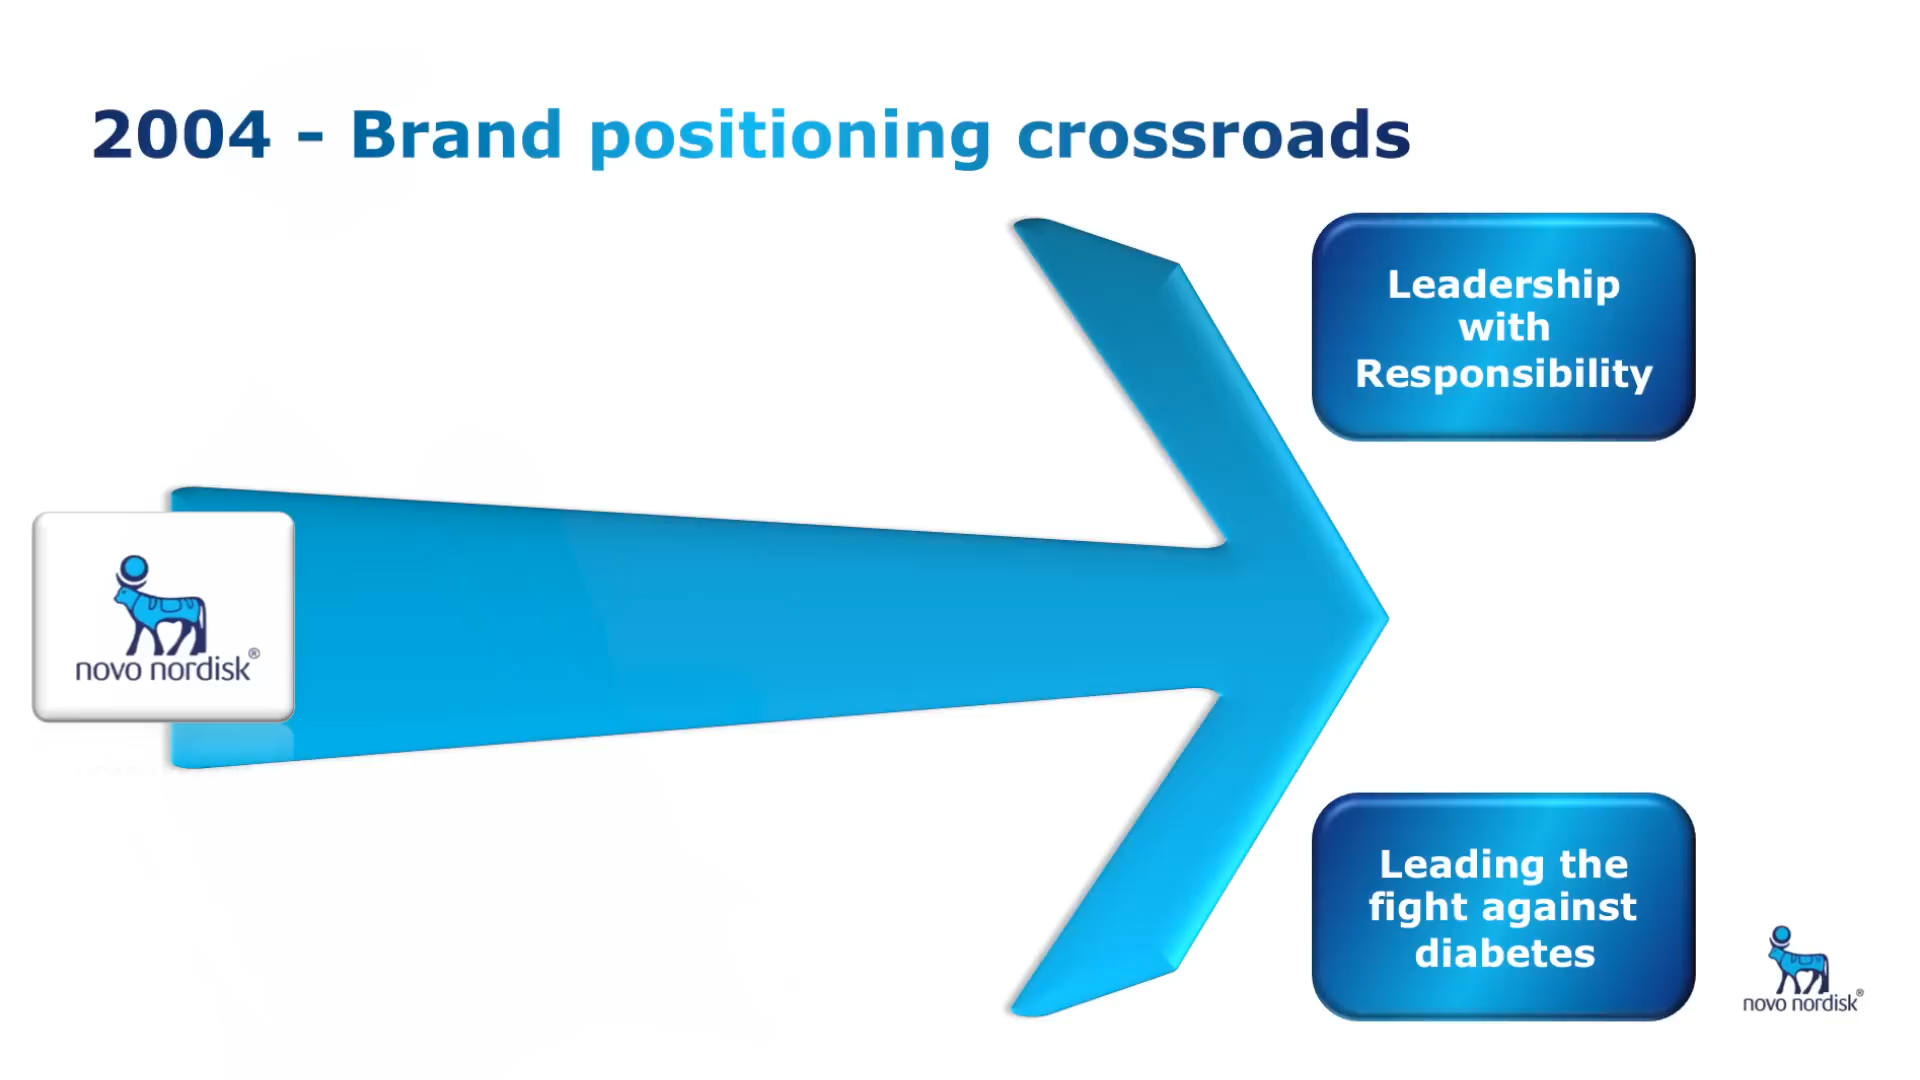 2004 - Brand positioning crossroads
Leadership
with
Responsibility
novo nordisk®
Leading the
fight against
diabetes
novo nordisk®